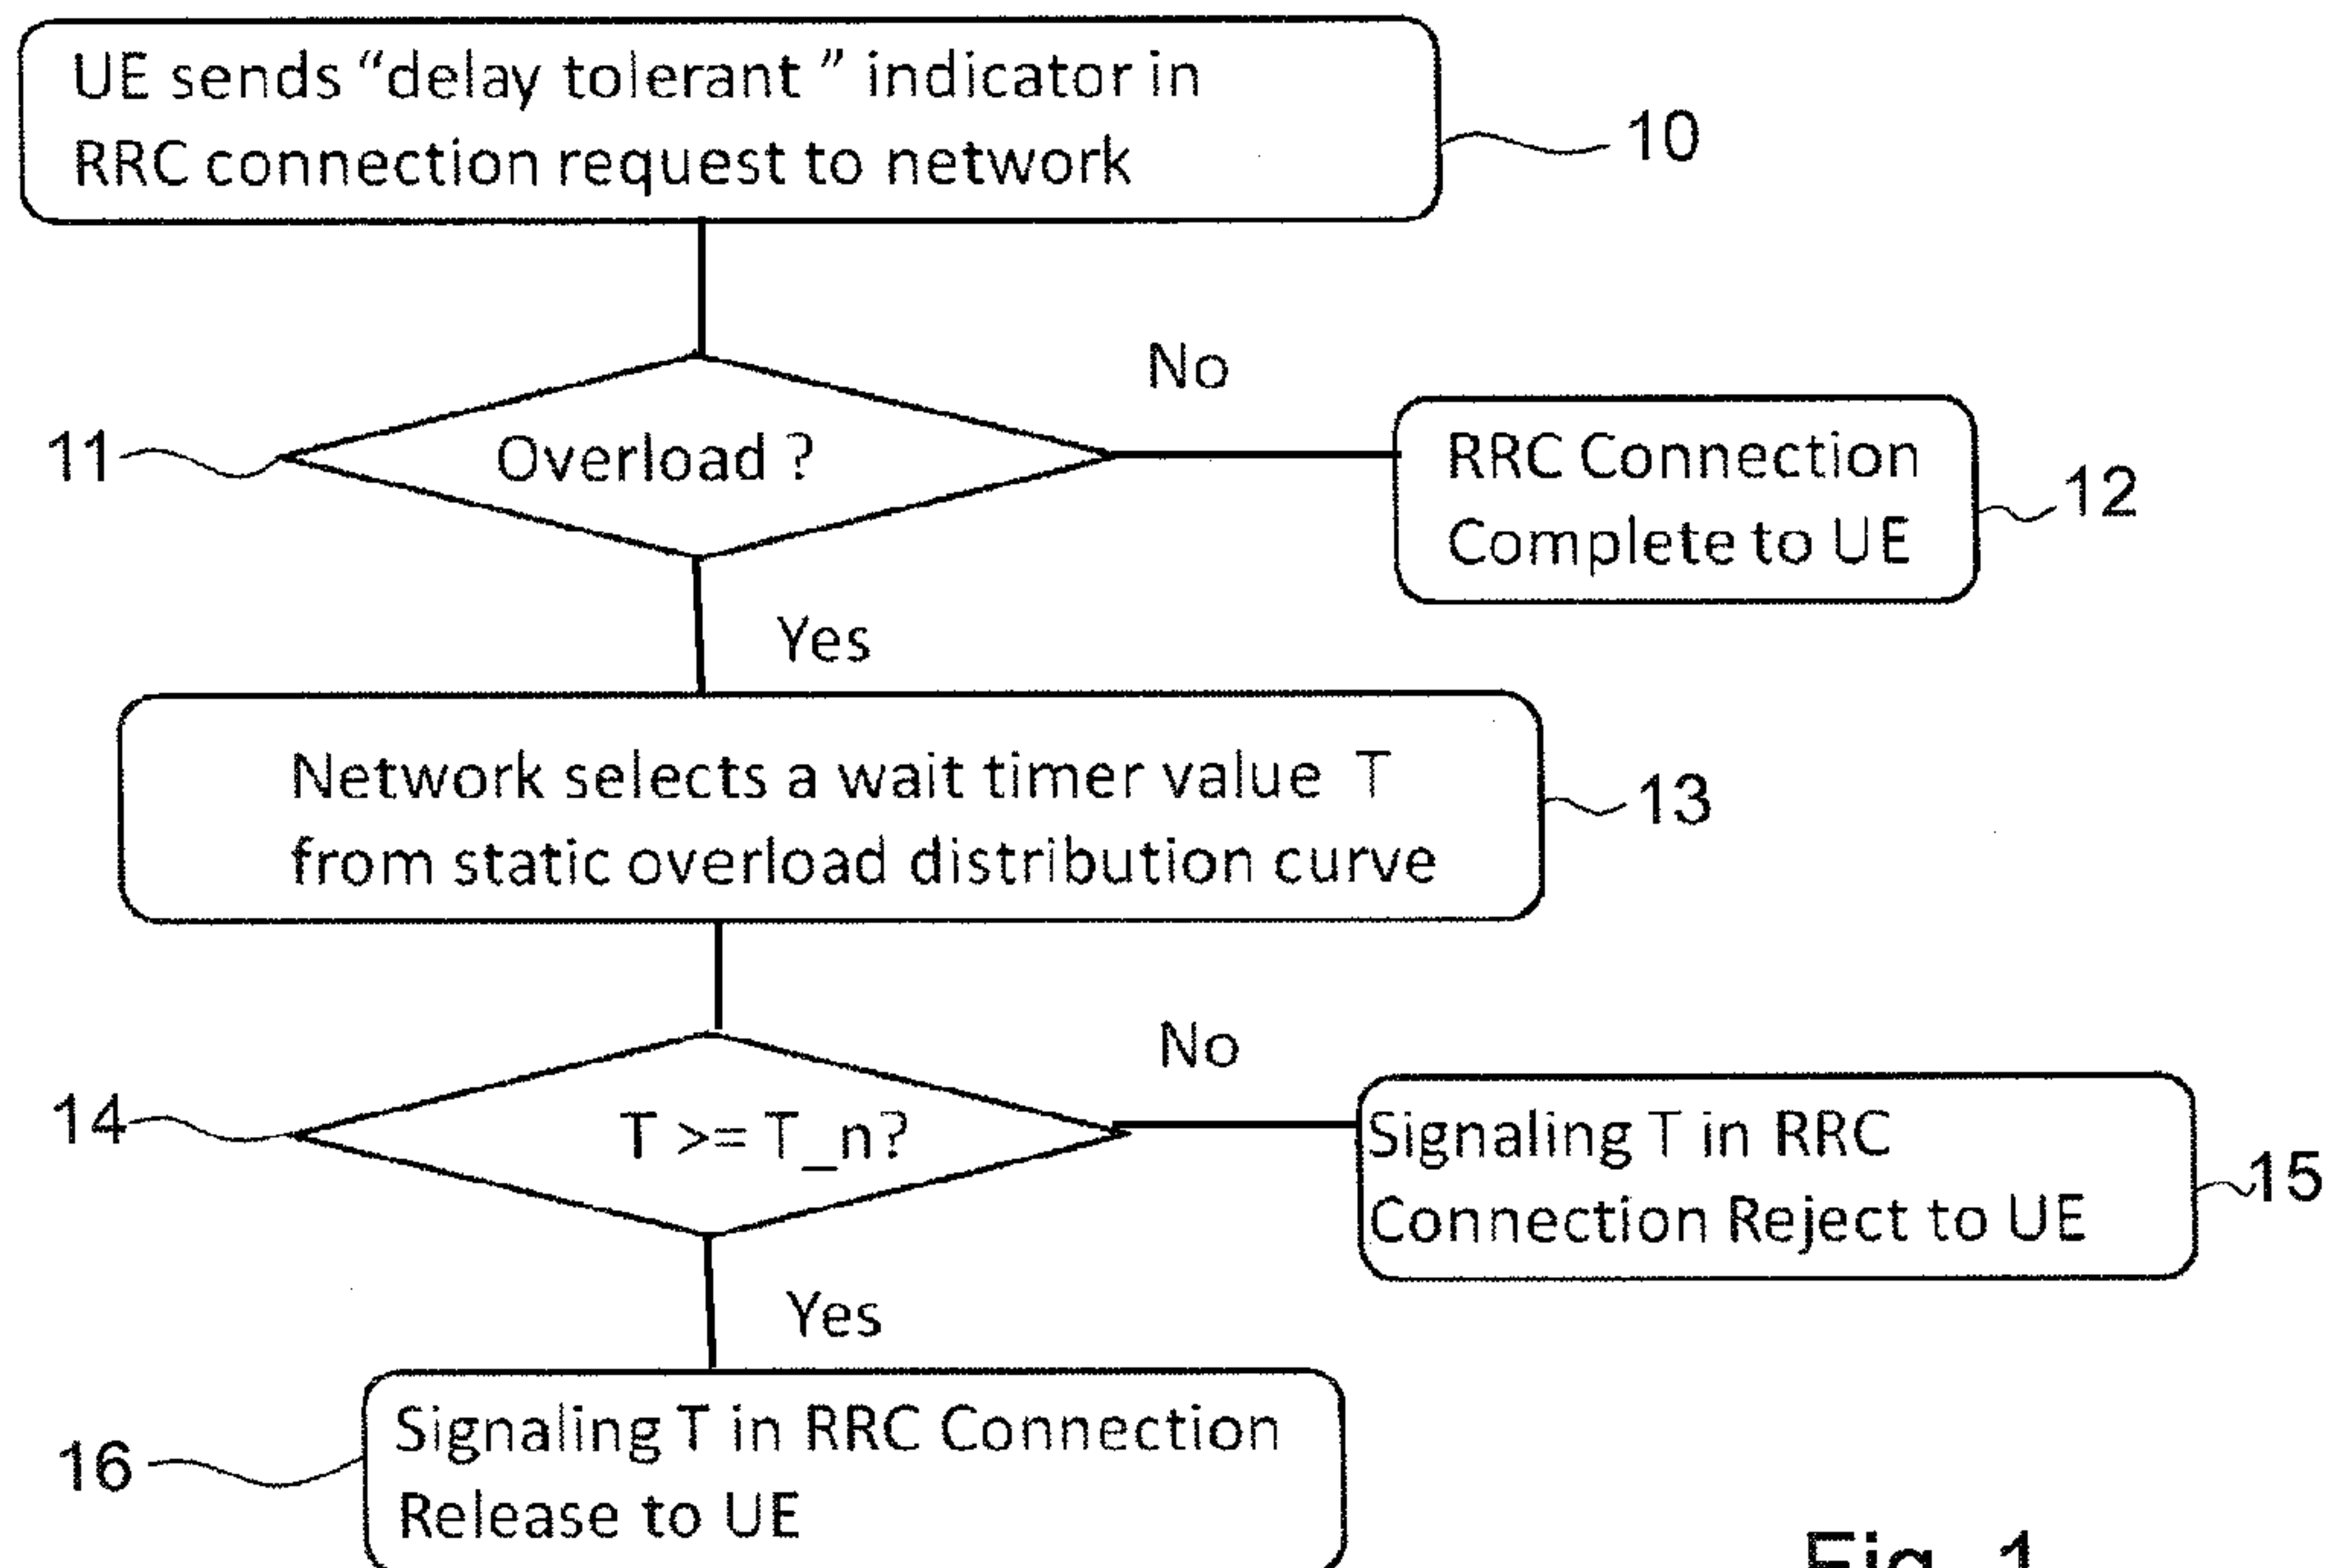 UE sends “delay tolerant ” indicator in
RRC connection request to network
10
No
11
Overload ?
RRC Connection
Complete to UE
12
Yes
Network selects a wait timer value T
from static overload distribution curve
13
No
14
T >= T_n?
Signaling T in RRC
Connection Reject to UE
15
Yes
16
Signaling T in RRC Connection
Release to UE
Fig. 1